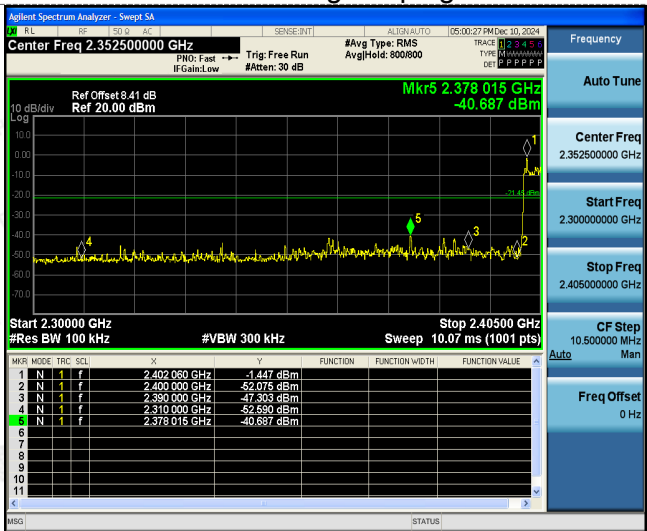 Agilent Spectrum Analyzer - Swept SA
RL RF 50 Ω AC SENSE:INT ALIGN AUTO 05:00:27 PM Dec 10, 2024
Center Freq 2.352500000 GHz
PNO: Fast
IFGain:Low
Trig: Free Run
#Atten: 30 dB
#Avg Type: RMS
Avg|Hold: 800/800
TRACE 1 2 3 4 5 6
TYPE M
DET P P P P P P
Frequency
Ref Offset 8.41 dB
10 dB/div Ref 20.00 dBm
Log
Mkr5 2.378 015 GHz
-40.687 dBm
10.0
0.00
-10.0
-20.0
-30.0
-40.0
-50.0
-60.0
-70.0
1
-21.45 dBm
5
3
2
4
Start 2.30000 GHz Stop 2.40500 GHz
#Res BW 100 kHz #VBW 300 kHz Sweep 10.07 ms (1001 pts)
MKR MODE TRC SCL X Y FUNCTION FUNCTION WIDTH FUNCTION VALUE
1 N 1 f 2.402 060 GHz -1.447 dBm
2 N 1 f 2.400 000 GHz -52.075 dBm
3 N 1 f 2.390 000 GHz -47.303 dBm
4 N 1 f 2.310 000 GHz -52.590 dBm
5 N 1 f 2.378 015 GHz -40.687 dBm
6
7
8
9
10
11
MSG STATUS
Auto Tune
Center Freq
2.352500000 GHz
Start Freq
2.300000000 GHz
Stop Freq
2.405000000 GHz
CF Step
10.500000 MHz
Auto Man
Freq Offset
0 Hz